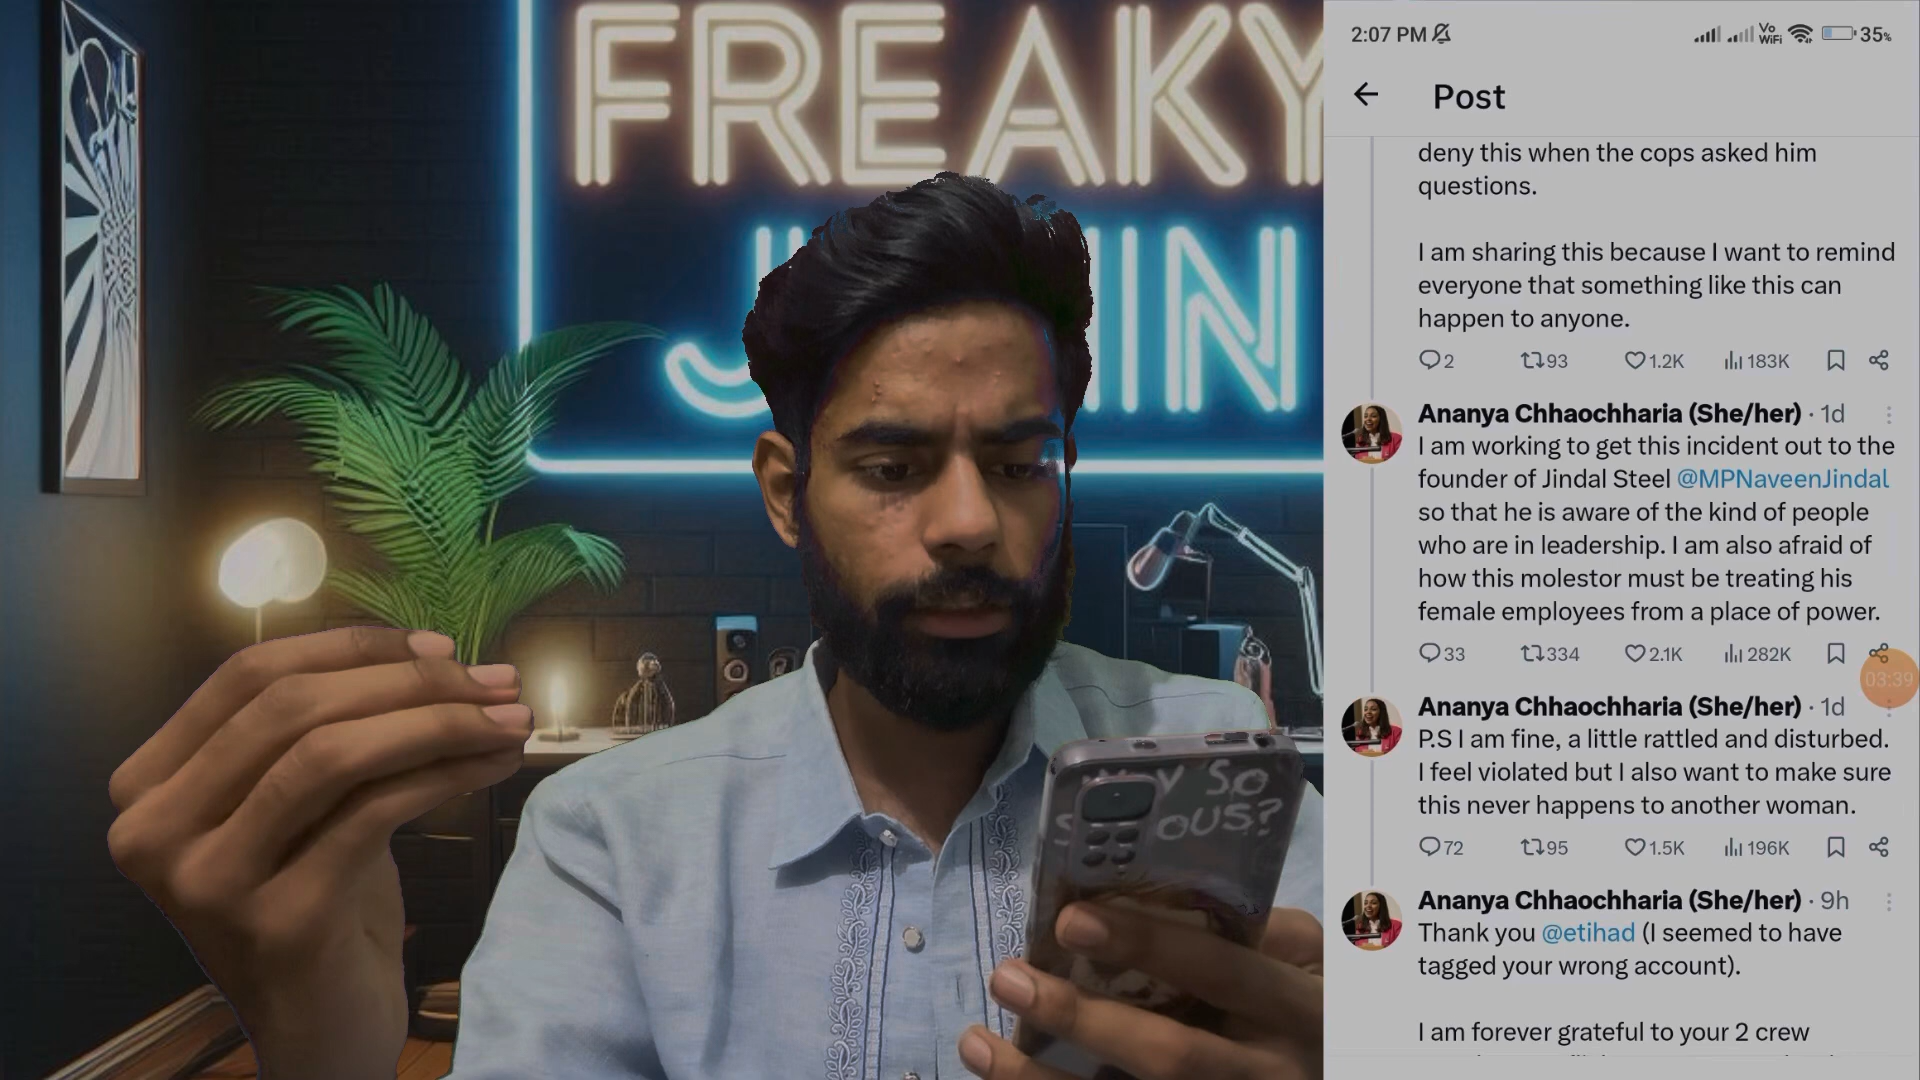 FREAKY
J IN
V SO
S OUS?
2:07 PM
Vo
WiFi
35%
Post
deny this when the cops asked him
questions.
I am sharing this because I want to remind
everyone that something like this can
happen to anyone.
2 93 1.2K 183K
Ananya Chhaochharia (She/her) · 1d
I am working to get this incident out to the
founder of Jindal Steel @MPNaveenJindal
so that he is aware of the kind of people
who are in leadership. I am also afraid of
how this molestor must be treating his
female employees from a place of power.
33 334 2.1K 282K
03:39
Ananya Chhaochharia (She/her) · 1d
P.S I am fine, a little rattled and disturbed.
I feel violated but I also want to make sure
this never happens to another woman.
72 95 1.5K 196K
Ananya Chhaochharia (She/her) · 9h
Thank you @etihad (I seemed to have
tagged your wrong account).
I am forever grateful to your 2 crew